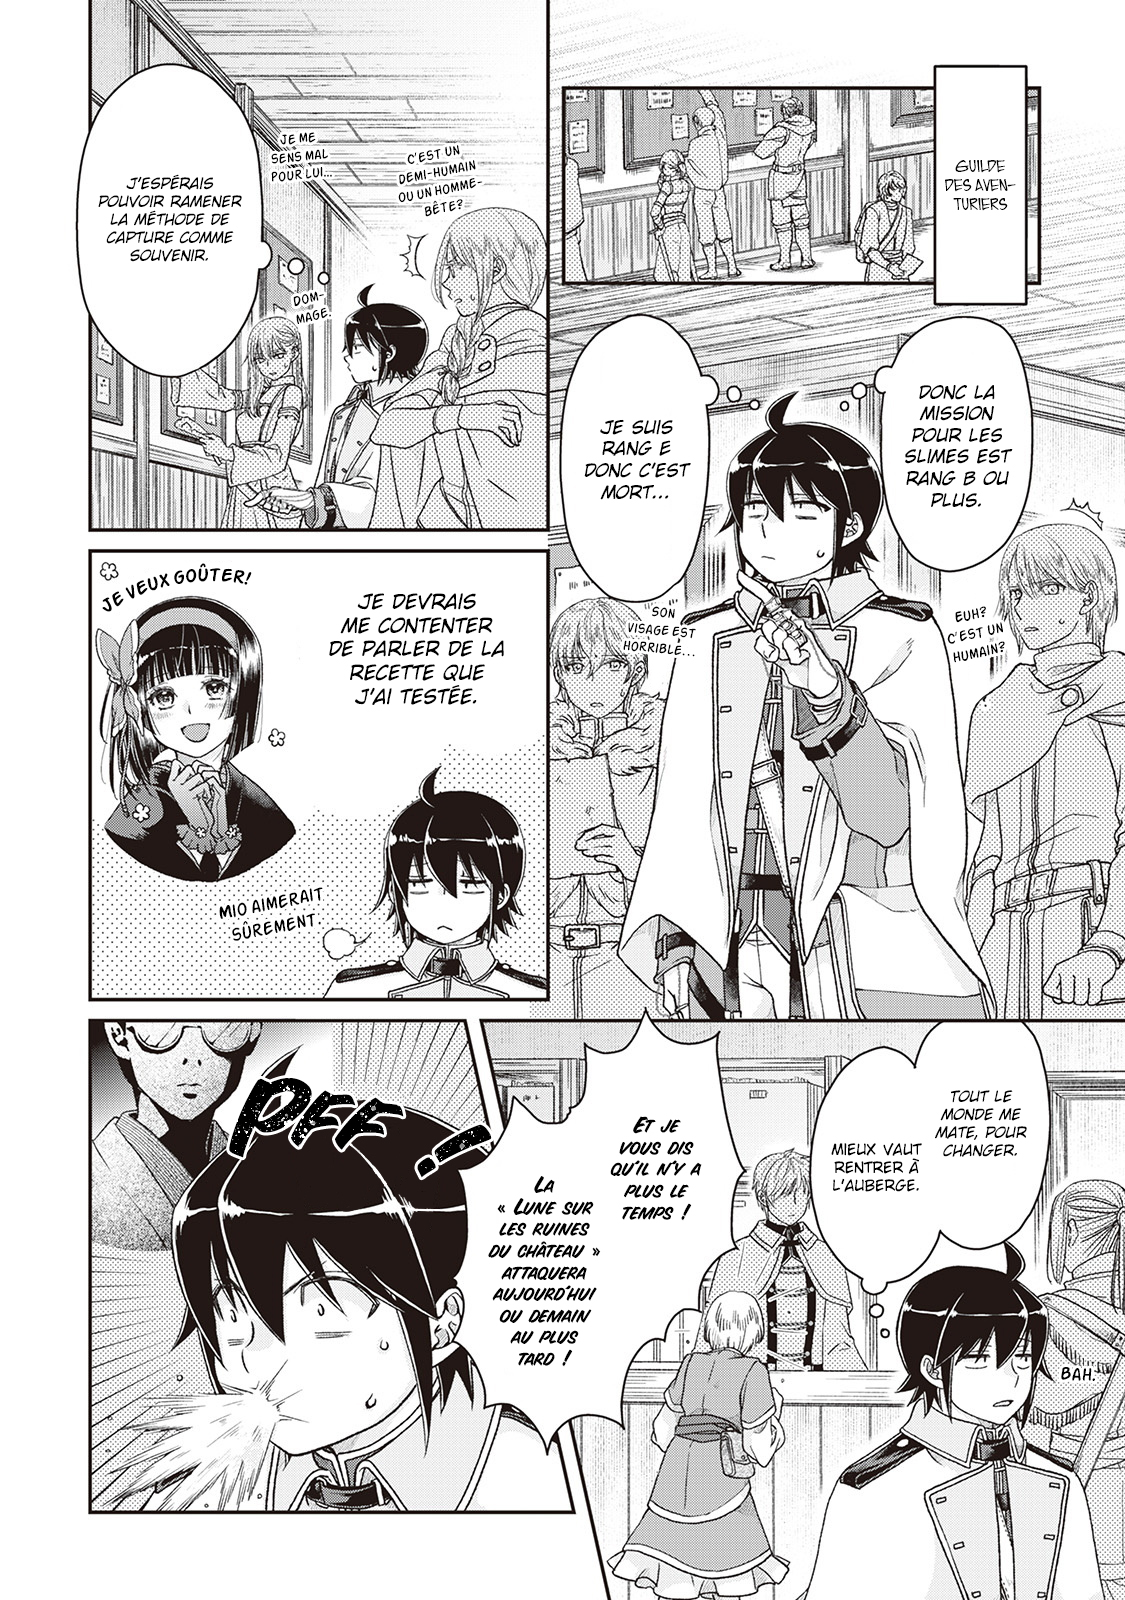 GUILDE
DES AVEN-
TURIERS
DONC LA
MISSION
POUR LES
SLIMES EST
RANG B OU
PLUS.
JE SUIS
RANG E
DONC C'EST
MORT...
EUH?
C'EST UN
HUMAIN?
SON
VISAGE EST
HORRIBLE...
C'EST UN
DEMI-HUMAIN
OU UN HOMME-
BÊTE?
JE ME
SENS MAL
POUR LUI...
J'ESPÉRAIS
POUVOIR RAMENER
LA MÉTHODE DE
CAPTURE COMME
SOUVENIR.
DOM-
MAGE.
JE DEVRAIS
ME CONTENTER
DE PARLER DE LA
RECETTE QUE
J'AI TESTÉE.
JE VEUX GOÛTER!
MIO AIMERAIT
SÛREMENT.
TOUT LE
MONDE ME
MATE, POUR
CHANGER.
MIEUX VAUT
RENTRER À
L'AUBERGE.
BAH.
ET JE
VOUS DIS
QU'IL N'Y A
PLUS LE
TEMPS !
LA
« LUNE SUR
LES RUINES
DU CHÂTEAU »
ATTAQUERA
AUJOURD'HUI
OU DEMAIN
AU PLUS
TARD !
PFF !